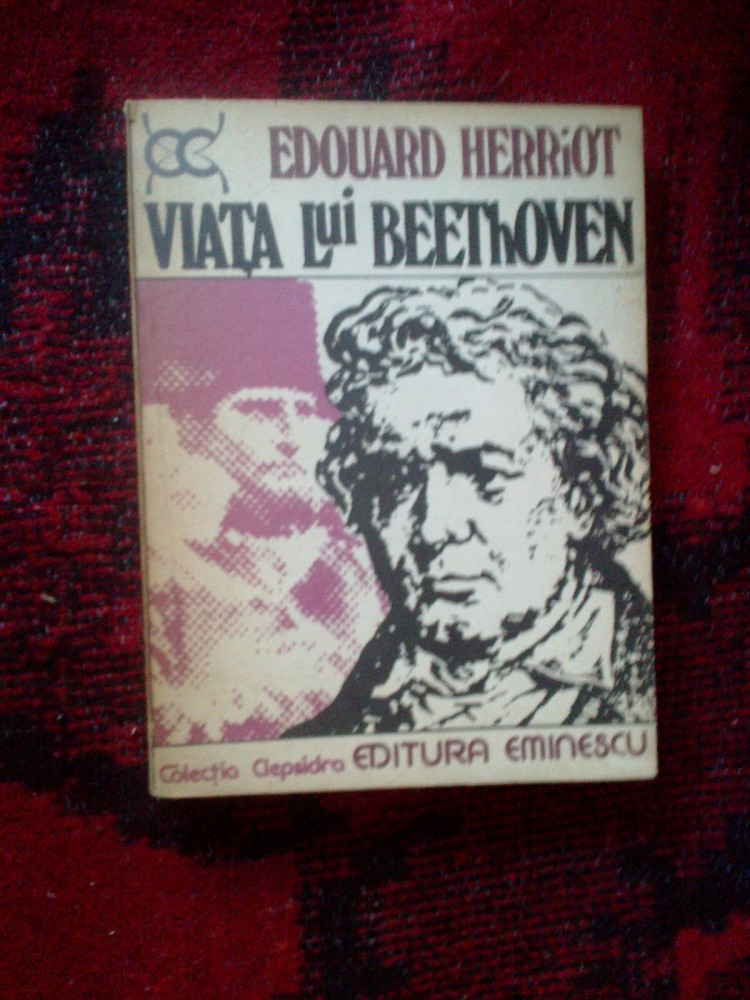 EDOUARD HERRiOT
VIAȚA Lui BEEThOVEN
Colecția Clepsidra EDITURA EMINESCU